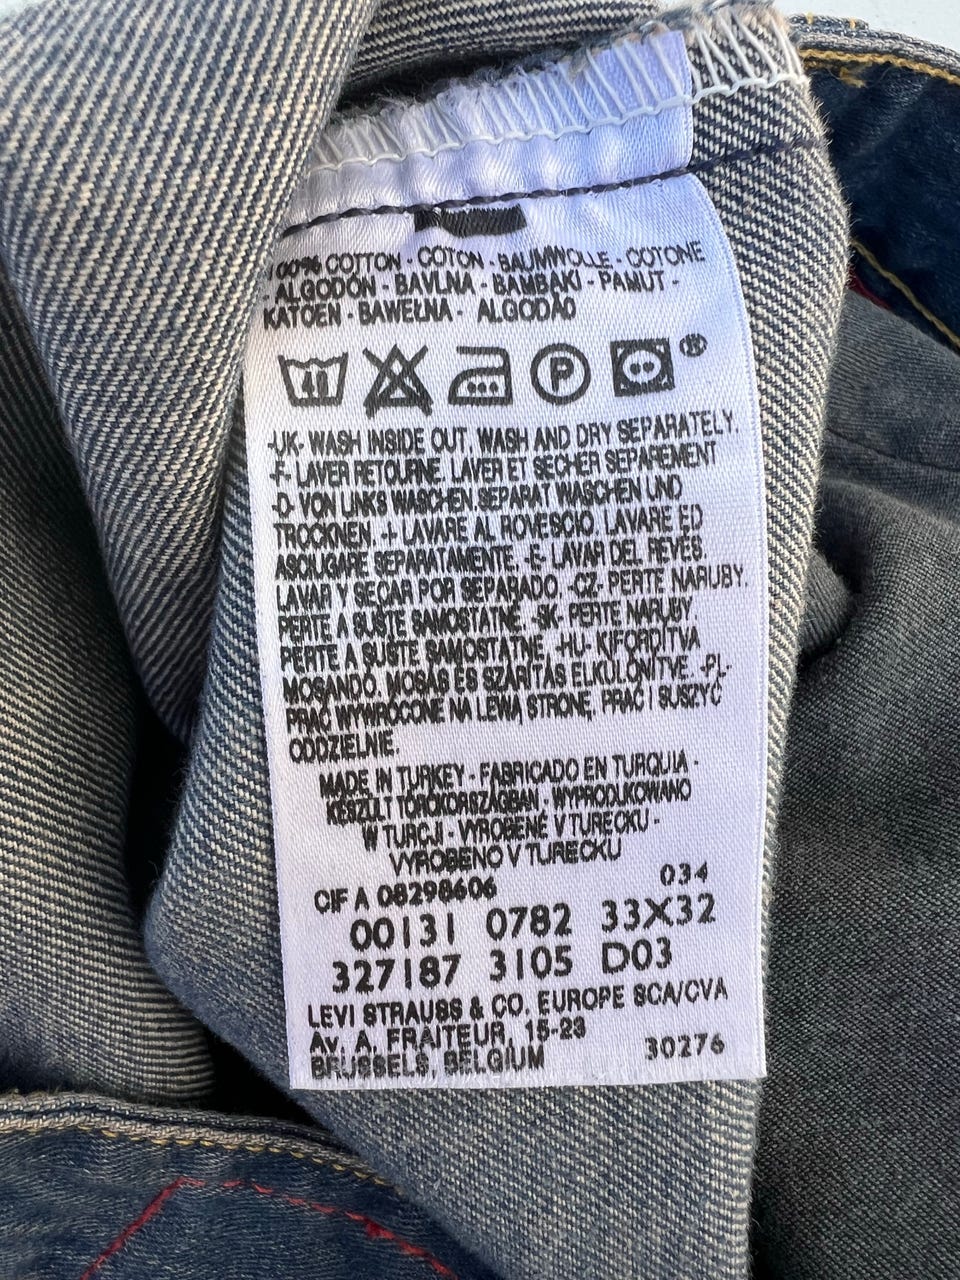 100% COTTON - COTON - BAUMWOLLE - COTONE
- ALGODÓN - BAVLNA - BAMBAKI - PAMUT -
KATOEN - BAWEŁNA - ALGODÃO
40 P ®
-UK- WASH INSIDE OUT. WASH AND DRY SEPARATELY.
-F- LAVER RETOURNE. LAVER ET SECHER SEPAREMENT
-D- VON LINKS WASCHEN.SEPARAT WASCHEN UND
TROCKNEN. -I- LAVARE AL ROVESCIO. LAVARE ED
ASCIUGARE SEPARATAMENTE. -E- LAVAR DEL REVÉS.
LAVAR Y SECAR POR SEPARADO. -CZ- PERTE NARUBY.
PERTE A SUŠTE SAMOSTATNE. -SK- PERTE NARUBY.
PERTE A SUŠTE SAMOSTATNE. -HU- KIFORDÍTVA
MOSANDÓ. MOSÁS ÉS SZÁRÍTÁS ELKÜLÖNÍTVE. -PL-
PRAĆ WYWRÓCONE NA LEWĄ STRONĘ, PRAĆ I SUSZYĆ
ODDZIELNIE.
MADE IN TURKEY - FABRICADO EN TURQUIA -
KÉSZÜLT TÖRÖKORSZÁGBAN - WYPRODUKOWANO
W TURCJI - VYROBENÉ V TURECKU -
VYROBENO V TURECKU
CIF A 08298606 034
00131 0782 33X32
327187 3105 D03
LEVI STRAUSS & CO. EUROPE SCA/CVA
Av. A. FRAITEUR, 15-23
BRUSSELS, BELGIUM 30276